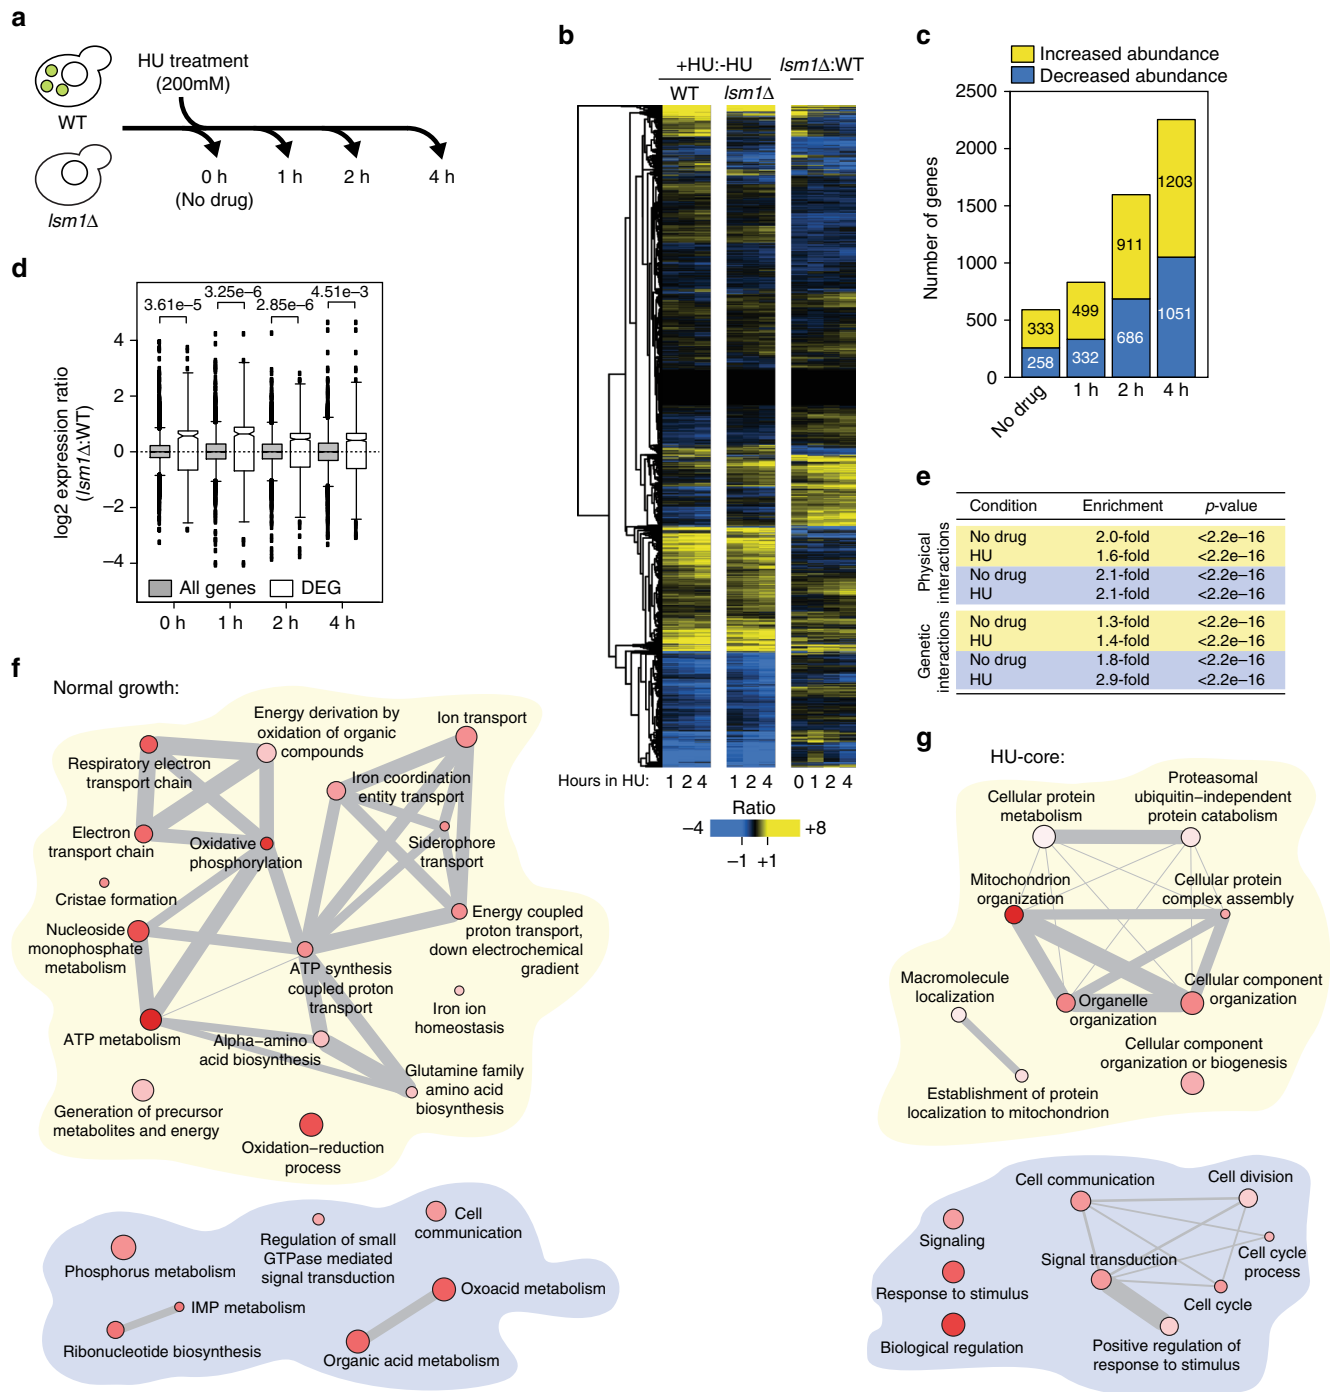 a
HU treatment
(200mM)
WT
lsm1Δ
0 h
(No drug)
1 h
2 h
4 h
b
+HU:-HU
lsm1Δ:WT
WT
lsm1Δ
Hours in HU:
1 2 4
1 2 4
0 1 2 4
Ratio
−4
+8
−1
+1
c
Increased abundance
Decreased abundance
Number of genes
2500
2000
1500
1000
500
0
333
258
499
332
911
686
1203
1051
No drug
1 h
2 h
4 h
d
log2 expression ratio
(lsm1Δ:WT)
3.61e−5
3.25e−6
2.85e−6
4.51e−3
4
2
0
−2
−4
All genes
DEG
0 h
1 h
2 h
4 h
e
Condition Enrichment p-value
Physical
interactions
No drug 2.0-fold <2.2e−16
HU 1.6-fold <2.2e−16
No drug 2.1-fold <2.2e−16
HU 2.1-fold <2.2e−16
Genetic
interactions
No drug 1.3-fold <2.2e−16
HU 1.4-fold <2.2e−16
No drug 1.8-fold <2.2e−16
HU 2.9-fold <2.2e−16
f
Normal growth:
Respiratory electron
transport chain
Energy derivation by
oxidation of organic
compounds
Ion transport
Iron coordination
entity transport
Electron
transport chain
Oxidative
phosphorylation
Siderophore
transport
Cristae formation
Nucleoside
monophosphate
metabolism
Energy coupled
proton transport,
down electrochemical
gradient
ATP synthesis
coupled proton
transport
Iron ion
homeostasis
ATP metabolism
Alpha−amino
acid biosynthesis
Glutamine family
amino acid
biosynthesis
Generation of precursor
metabolites and energy
Oxidation−reduction
process
Phosphorus metabolism
Regulation of small
GTPase mediated
signal transduction
Cell
communication
IMP metabolism
Ribonucleotide biosynthesis
Oxoacid metabolism
Organic acid metabolism
g
HU-core:
Cellular protein
metabolism
Proteasomal
ubiquitin−independent
protein catabolism
Mitochondrion
organization
Cellular protein
complex assembly
Macromolecule
localization
Organelle
organization
Cellular component
organization
Establishment of protein
localization to mitochondrion
Cellular component
organization or biogenesis
Cell communication
Cell division
Signaling
Signal transduction
Cell cycle
process
Response to stimulus
Cell cycle
Biological regulation
Positive regulation of
response to stimulus